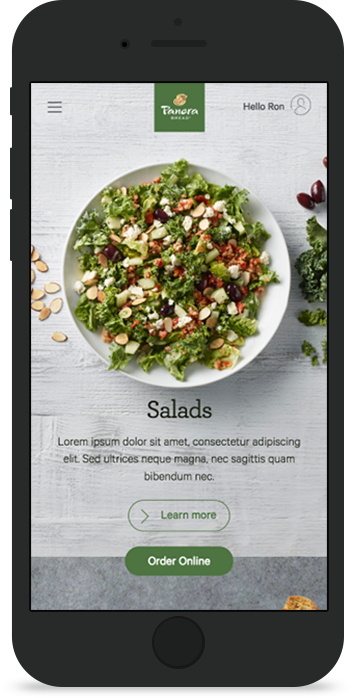 Panera
BREAD
Hello Ron
Salads
Lorem ipsum dolor sit amet, consectetur adipiscing
elit. Sed ultrices neque magna, nec sagittis quam
bibendum nec.
Learn more
Order Online